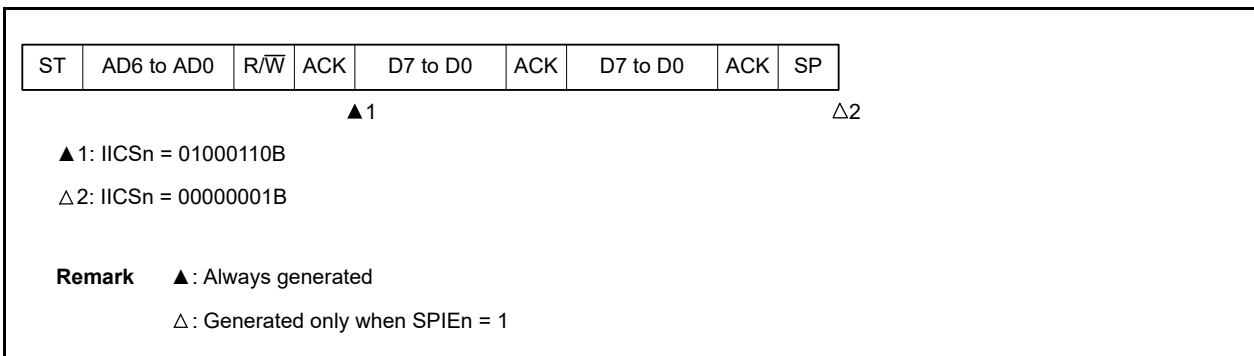 ST AD6 to AD0 R/W̅ ACK D7 to D0 ACK D7 to D0 ACK SP
▲1 △2
▲1: IICSn = 01000110B
△2: IICSn = 00000001B
Remark ▲: Always generated
△: Generated only when SPIEn = 1